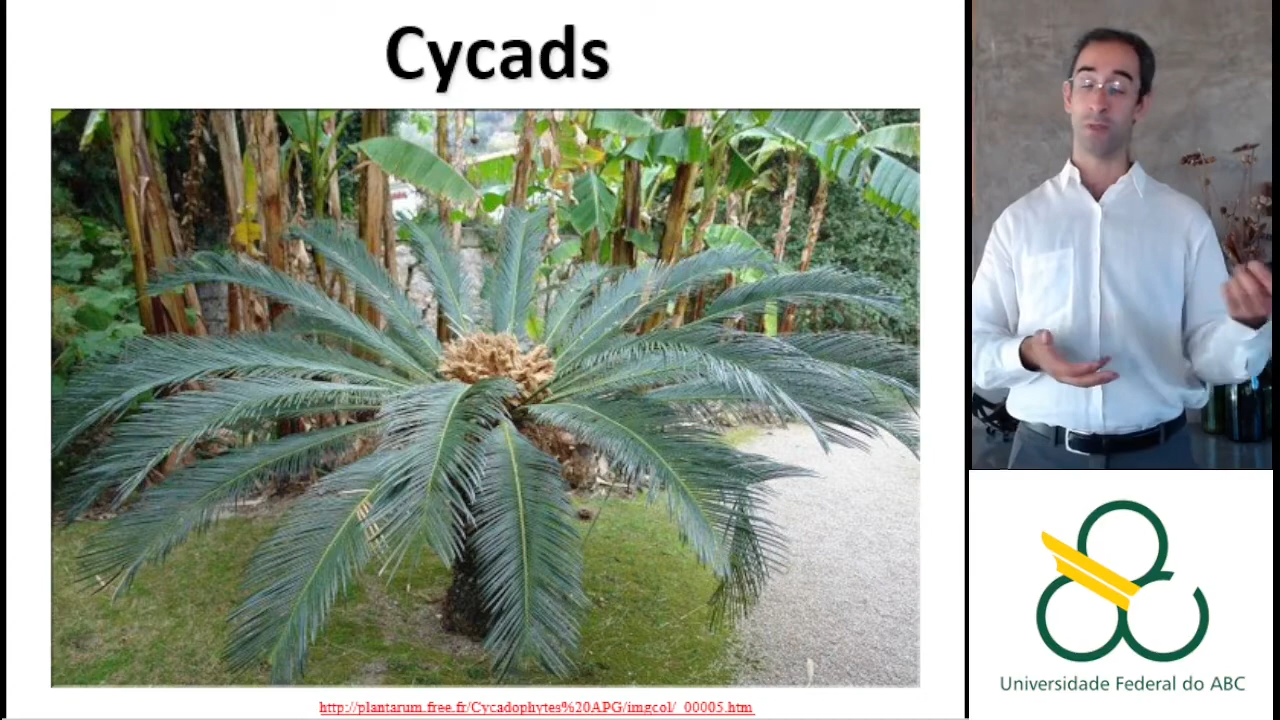 Cycads
http://plantarum.free.fr/Cycadophytes%20APG/imgcol/_00005.htm
Universidade Federal do ABC